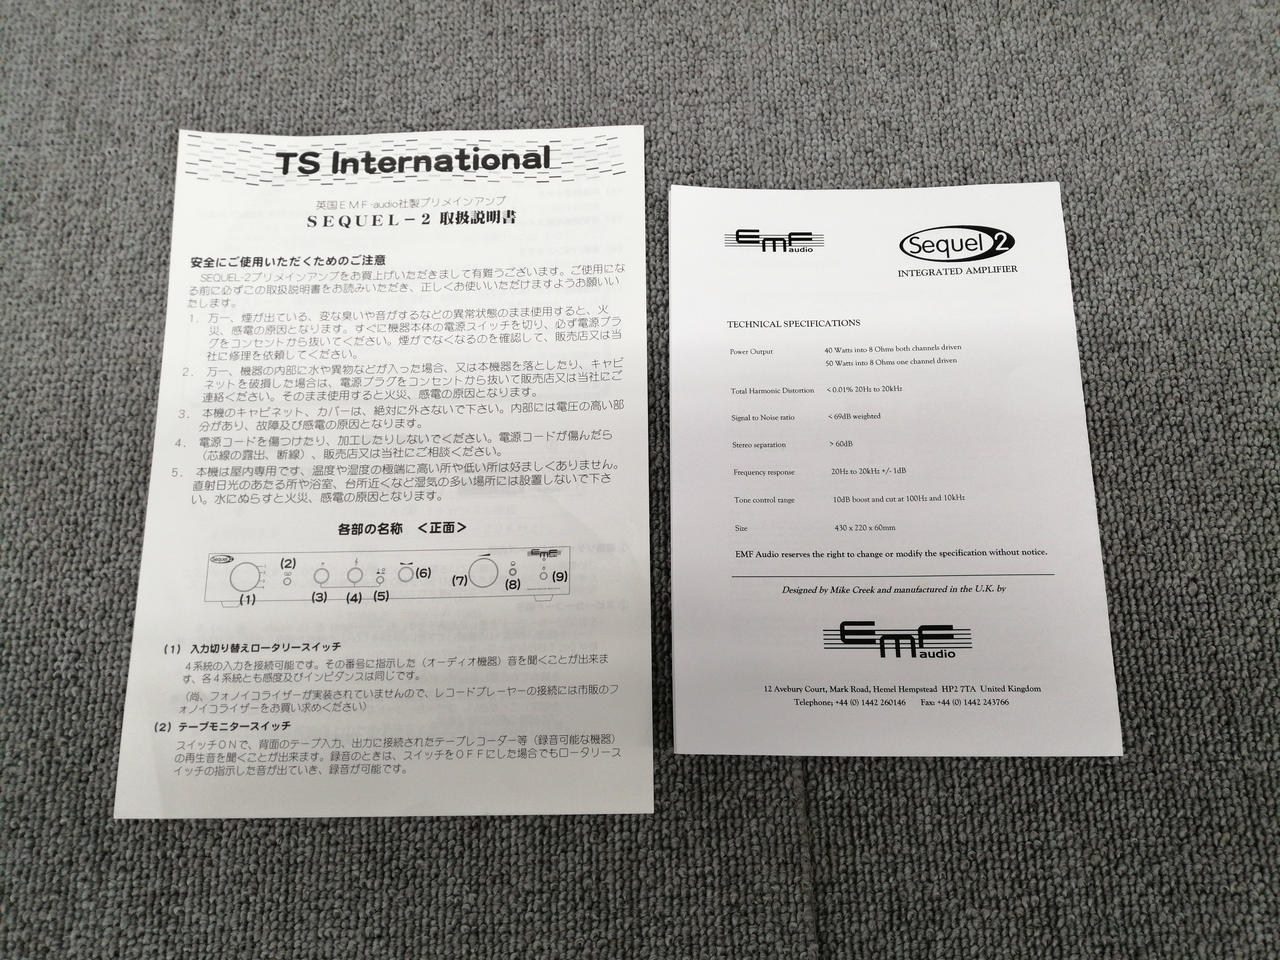 TS International
英国EMF-audio社製プリメインアンプ
SEQUEL-2 取扱説明書
安全にご使用いただくためのご注意
SEQUEL-2プリメインアンプをお買上げいただきまして有難うございます。ご使用にな
る前に必ずこの取扱説明書をお読みいただき、正しくお使いいただけますようお願いい
たします。
1. 万一、煙が出ている、変な臭いや音がするなどの異常状態のまま使用すると、火
災、感電の原因となります。すぐに機器本体の電源スイッチを切り、必ず電源プラ
グをコンセントから抜いてください。煙がでなくなるのを確認して、販売店又は当
社に修理を依頼してください。
2. 万一、機器の内部に水や異物などが入った場合、又は本機器を落としたり、キャビ
ネットを破損した場合は、電源プラグをコンセントから抜いて販売店又は当社にご
連絡ください。そのまま使用すると火災、感電の原因となります。
3. 本機のキャビネット、カバーは、絶対に外さないで下さい。内部には電圧の高い部
分があり、故障及び感電の原因となります。
4. 電源コードを傷つけたり、加工したりしないでください。電源コードが傷んだら
（芯線の露出、断線）、販売店又は当社にご相談ください。
5. 本機は屋内専用です、温度や湿度の極端に高い所や低い所は好ましくありません。
直射日光のあたる所や浴室、台所近くなど湿気の多い場所には設置しないで下さ
い。水にぬらすと火災、感電の原因となります。
各部の名称 <正面>
Sequel 2
EMF
(1) (2) (3) (4) (5) (6) (7) (8) (9)
(1) 入力切り替えロータリースイッチ
4系統の入力を接続可能です。その番号に指示した（オーディオ機器）音を聞くことが出来ま
す、各4系統とも感度及びインピダンスは同じです。
(尚、フォノイコライザーが実装されていませんので、レコードプレーヤーの接続には市販のフ
ォノイコライザーをお買い求めください)
(2) テープモニタースイッチ
スイッチONで、背面のテープ入力、出力に接続されたテープレコーダー等（録音可能な機器）
の再生音を聞くことが出来ます。録音のときは、スイッチをOFFにした場合でもロータリース
イッチの指示した音が出ていき、録音が可能です。
EMF audio
Sequel 2
INTEGRATED AMPLIFIER
TECHNICAL SPECIFICATIONS
Power Output 40 Watts into 8 Ohms both channels driven
50 Watts into 8 Ohms one channel driven
Total Harmonic Distortion < 0.01% 20Hz to 20kHz
Signal to Noise ratio < 69dB weighted
Stereo separation > 60dB
Frequency response 20Hz to 20kHz +/- 1dB
Tone control range 10dB boost and cut at 100Hz and 10kHz
Size 430 x 220 x 60mm
EMF Audio reserves the right to change or modify the specification without notice.
Designed by Mike Creek and manufactured in the U.K. by
EMF audio
12 Avebury Court, Mark Road, Hemel Hempstead HP2 7TA United Kingdom
Telephone; +44 (0) 1442 260146 Fax: +44 (0) 1442 243766